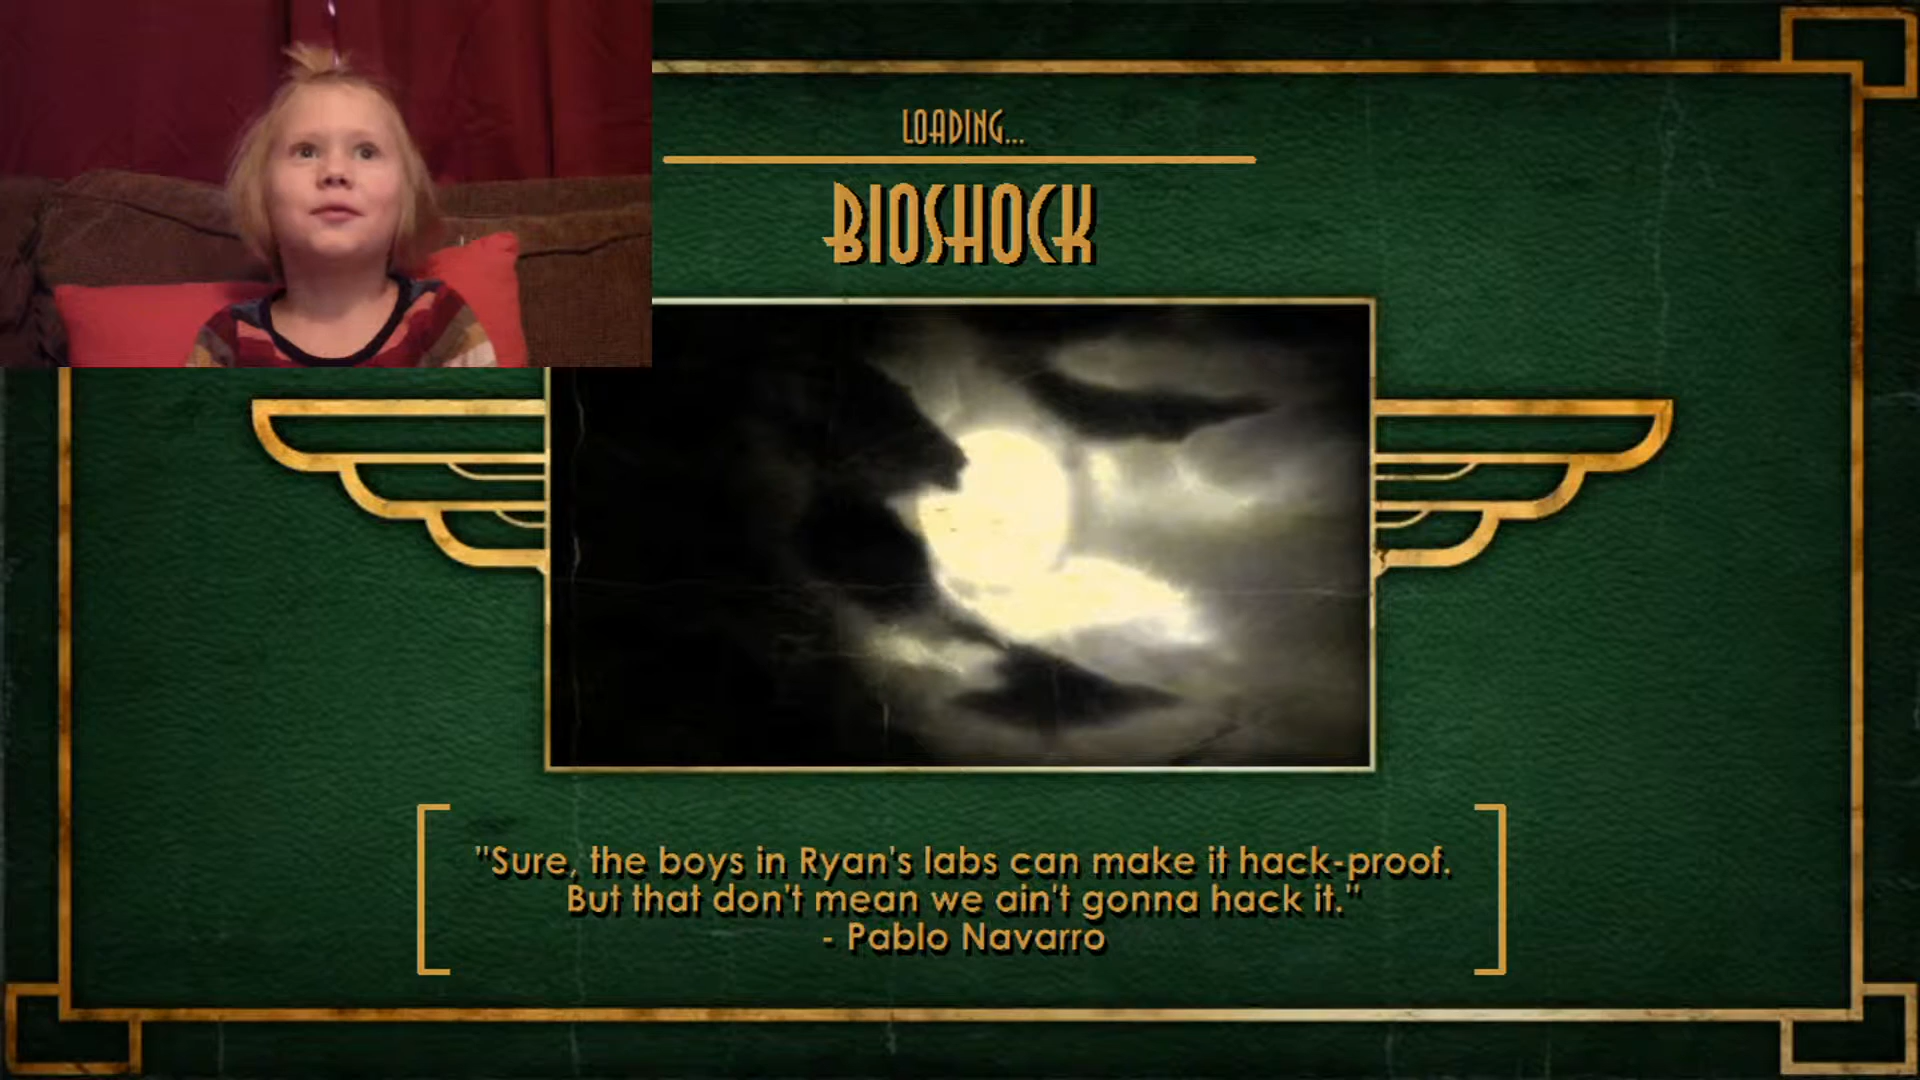 LOADING...
BIOSHOCK
"Sure, the boys in Ryan's labs can make it hack-proof.
But that don't mean we ain't gonna hack it."
- Pablo Navarro